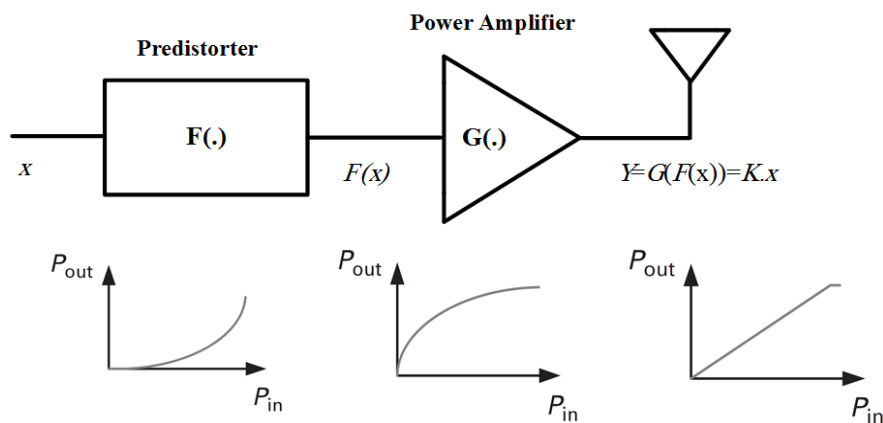 Power Amplifier
Predistorter
F(.)
G(.)
x
F(x)
Y=G(F(x))=K.x
Pout
Pin
Pout
Pin
Pout
Pin